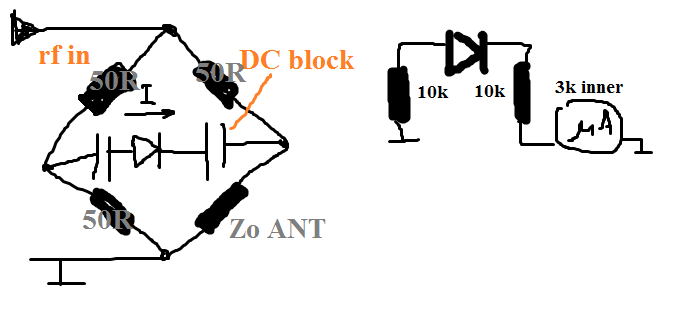 rf in
50R
50R
DC block
I
50R
Zo ANT
10k
10k
3k inner
μA